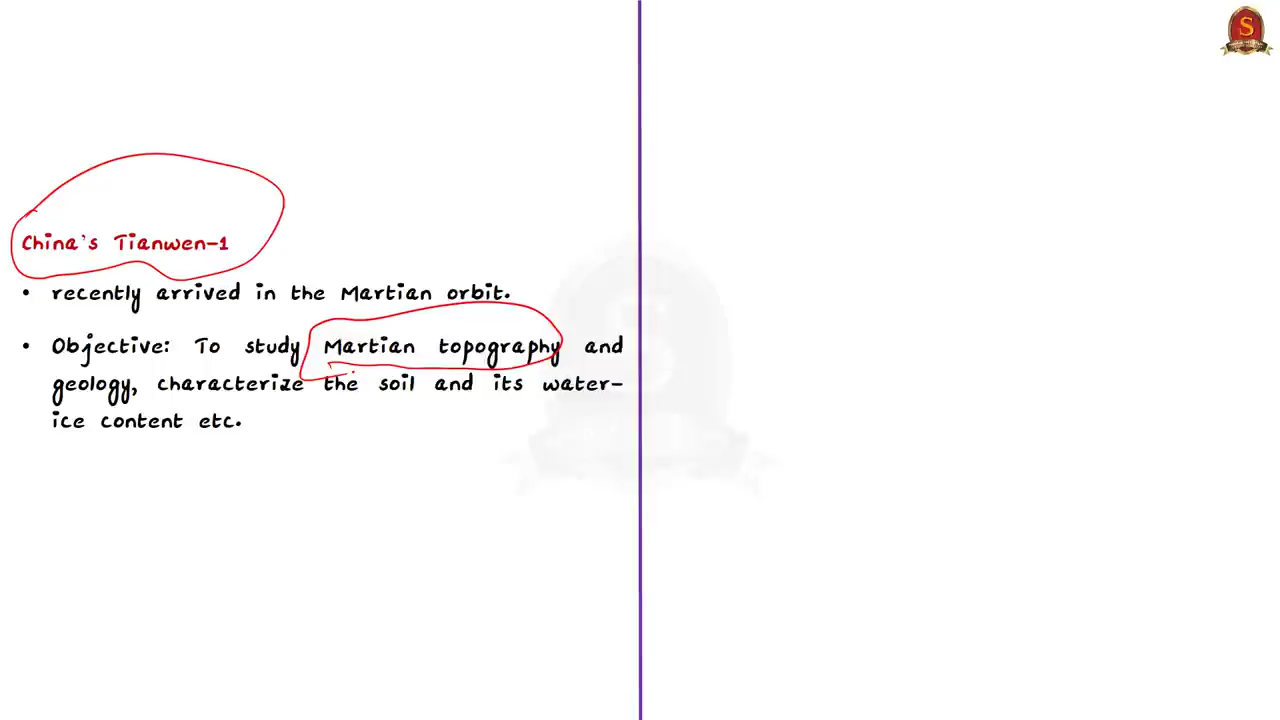 China's Tianwen-1
• recently arrived in the Martian orbit.
• Objective: To study Martian topography and
geology, characterize the soil and its water-
ice content etc.
S